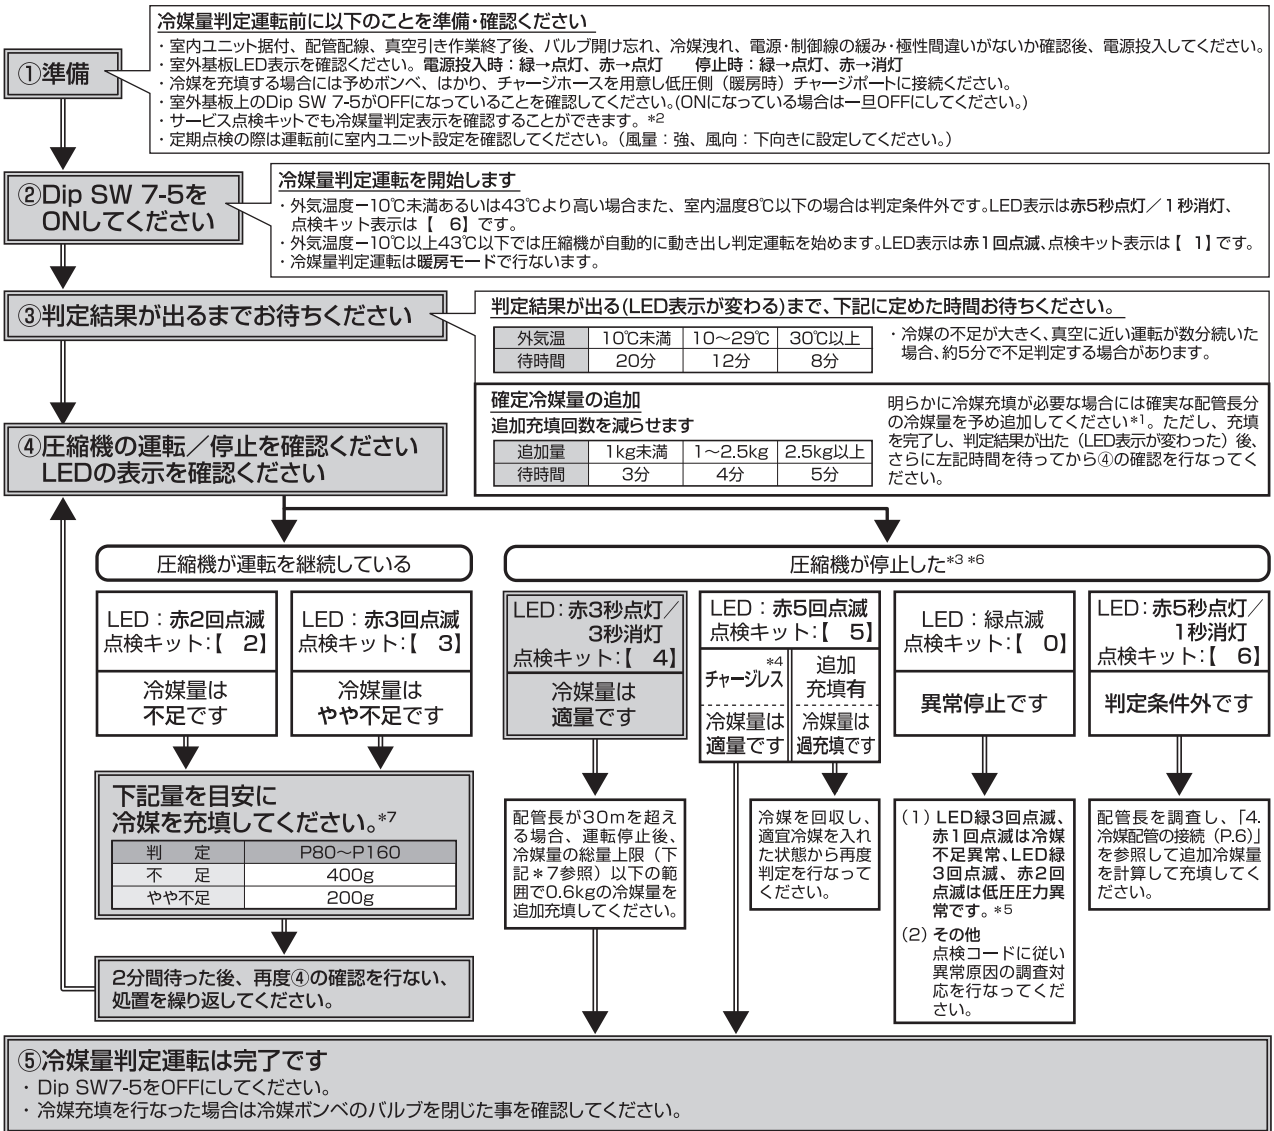 冷媒量判定運転前に以下のことを準備・確認ください
①準備
・室内ユニット据付、配管配線、真空引き作業終了後、バルブ開け忘れ、冷媒洩れ、電源・制御線の緩み・極性間違いがないか確認後、電源投入してください。
・室外基板LED表示を確認ください。電源投入時：緑→点灯、赤→点灯 停止時：緑→点灯、赤→消灯
・冷媒を充填する場合には予めボンベ、はかり、チャージホースを用意し低圧側（暖房時）チャージポートに接続ください。
・室外基板上のDip SW 7-5がOFFになっていることを確認してください。(ONになっている場合は一旦OFFにしてください。)
・サービス点検キットでも冷媒量判定表示を確認することができます。*2
・定期点検の際は運転前に室内ユニット設定を確認してください。（風量：強、風向：下向きに設定してください。）
②Dip SW 7-5を
ONしてください
冷媒量判定運転を開始します
・外気温度－10℃未満あるいは43℃より高い場合また、室内温度8℃以下の場合は判定条件外です。LED表示は赤5秒点灯／1秒消灯、
点検キット表示は【 6】です。
・外気温度－10℃以上43℃以下では圧縮機が自動的に動き出し判定運転を始めます。LED表示は赤1回点滅、点検キット表示は【 1】です。
・冷媒量判定運転は暖房モードで行ないます。
③判定結果が出るまでお待ちください
判定結果が出る(LED表示が変わる)まで、下記に定めた時間お待ちください。
外気温 10℃未満 10～29℃ 30℃以上
待時間 20分 12分 8分
・冷媒の不足が大きく、真空に近い運転が数分続いた
場合、約5分で不足判定する場合があります。
④圧縮機の運転／停止を確認ください
LEDの表示を確認ください
確定冷媒量の追加
追加充填回数を減らせます
追加量 1kg未満 1～2.5kg 2.5kg以上
待時間 3分 4分 5分
明らかに冷媒充填が必要な場合には確実な配管長分
の冷媒量を予め追加してください*1。ただし、充填
を完了し、判定結果が出た（LED表示が変わった）後、
さらに左記時間を待ってから④の確認を行なってく
ださい。
圧縮機が運転を継続している
圧縮機が停止した*3 *6
LED：赤2回点滅
点検キット：【 2】
冷媒量は
不足です
LED：赤3回点滅
点検キット：【 3】
冷媒量は
やや不足です
LED：赤3秒点灯／
3秒消灯
点検キット：【 4】
冷媒量は
適量です
LED：赤5回点滅
点検キット：【 5】
*4
チャージレス
冷媒量は
適量です
追加
充填有
冷媒量は
過充填です
LED：緑点滅
点検キット：【 0】
異常停止です
LED：赤5秒点灯／
1秒消灯
点検キット：【 6】
判定条件外です
下記量を目安に
冷媒を充填してください。*7
判 定 P80～P160
不 足 400g
やや不足 200g
2分間待った後、再度④の確認を行ない、
処置を繰り返してください。
配管長が30mを超え
る場合、運転停止後、
冷媒量の総量上限（下
記＊7参照）以下の範
囲で0.6kgの冷媒量を
追加充填してください。
冷媒を回収し、
適宜冷媒を入れ
た状態から再度
判定を行なって
ください。
（1）LED緑3回点滅、
赤1回点滅は冷媒
不足異常、LED緑
3回点滅、赤2回
点滅は低圧圧力異
常です。*5
（2）その他
点検コードに従い
異常原因の調査対
応を行なってくだ
さい。
配管長を調査し、「4.
冷媒配管の接続（P.6）」
を参照して追加冷媒量
を計算して充填してく
ださい。
⑤冷媒量判定運転は完了です
・Dip SW7-5をOFFにしてください。
・冷媒充填を行なった場合は冷媒ボンベのバルブを閉じた事を確認してください。